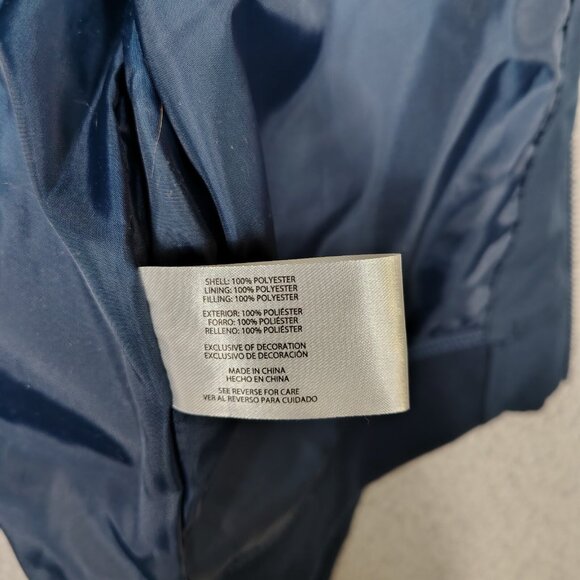 SHELL: 100% POLYESTER
LINING: 100% POLYESTER
FILLING: 100% POLYESTER
EXTERIOR: 100% POLIÉSTER
FORRO: 100% POLIÉSTER
RELLENO: 100% POLIÉSTER
EXCLUSIVE OF DECORATION
EXCLUSIVO DE DECORACIÓN
MADE IN CHINA
HECHO EN CHINA
SEE REVERSE FOR CARE
VER AL REVERSO PARA CUIDADO